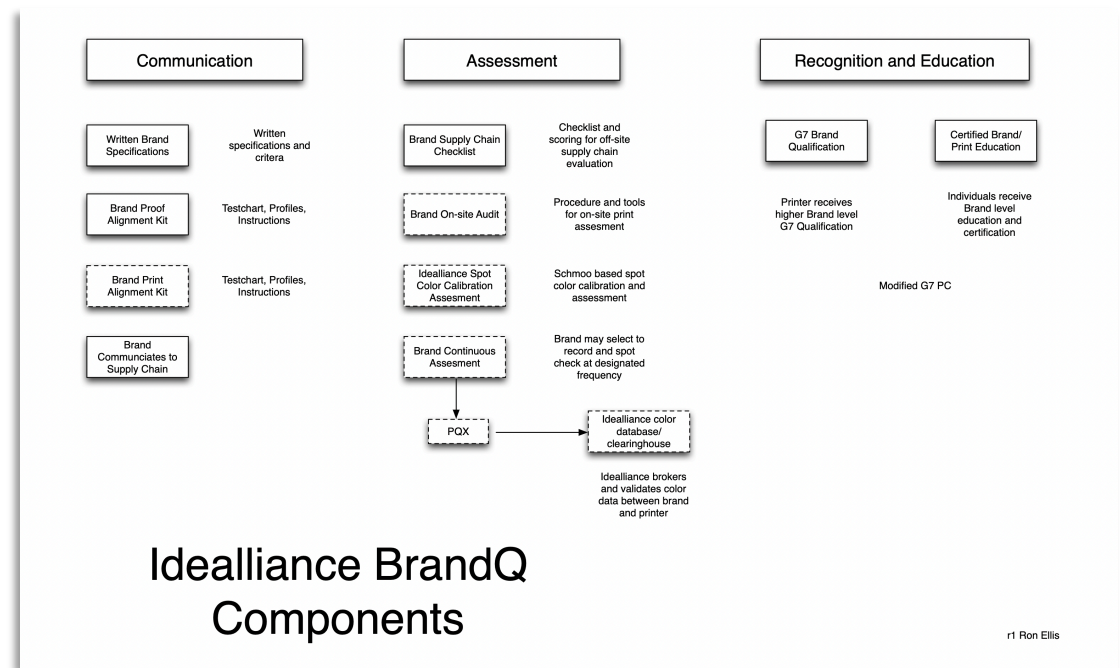 Communication
Assessment
Recognition and Education
Written Brand
Specifications
Written
specifications and
critera
Brand Proof
Alignment Kit
Testchart, Profiles,
Instructions
Brand Print
Alignment Kit
Testchart, Profiles,
Instructions
Brand
Communciates to
Supply Chain
Brand Supply Chain
Checklist
Checklist and
scoring for off-site
supply chain
evaluation
Brand On-site Audit
Procedure and tools
for on-site print
assesment
Idealliance Spot
Color Calibration
Assesment
Schmoo based spot
color calibration and
assessment
Brand Continuous
Assesment
Brand may select to
record and spot
check at designated
frequency
PQX
Idealliance color
database/
clearinghouse
Idealliance brokers
and validates color
data between brand
and printer
G7 Brand
Qualification
Printer receives
higher Brand level
G7 Qualification
Certified Brand/
Print Education
Individuals receive
Brand level
education and
certification
Modified G7 PC
Idealliance BrandQ
Components
r1 Ron Ellis